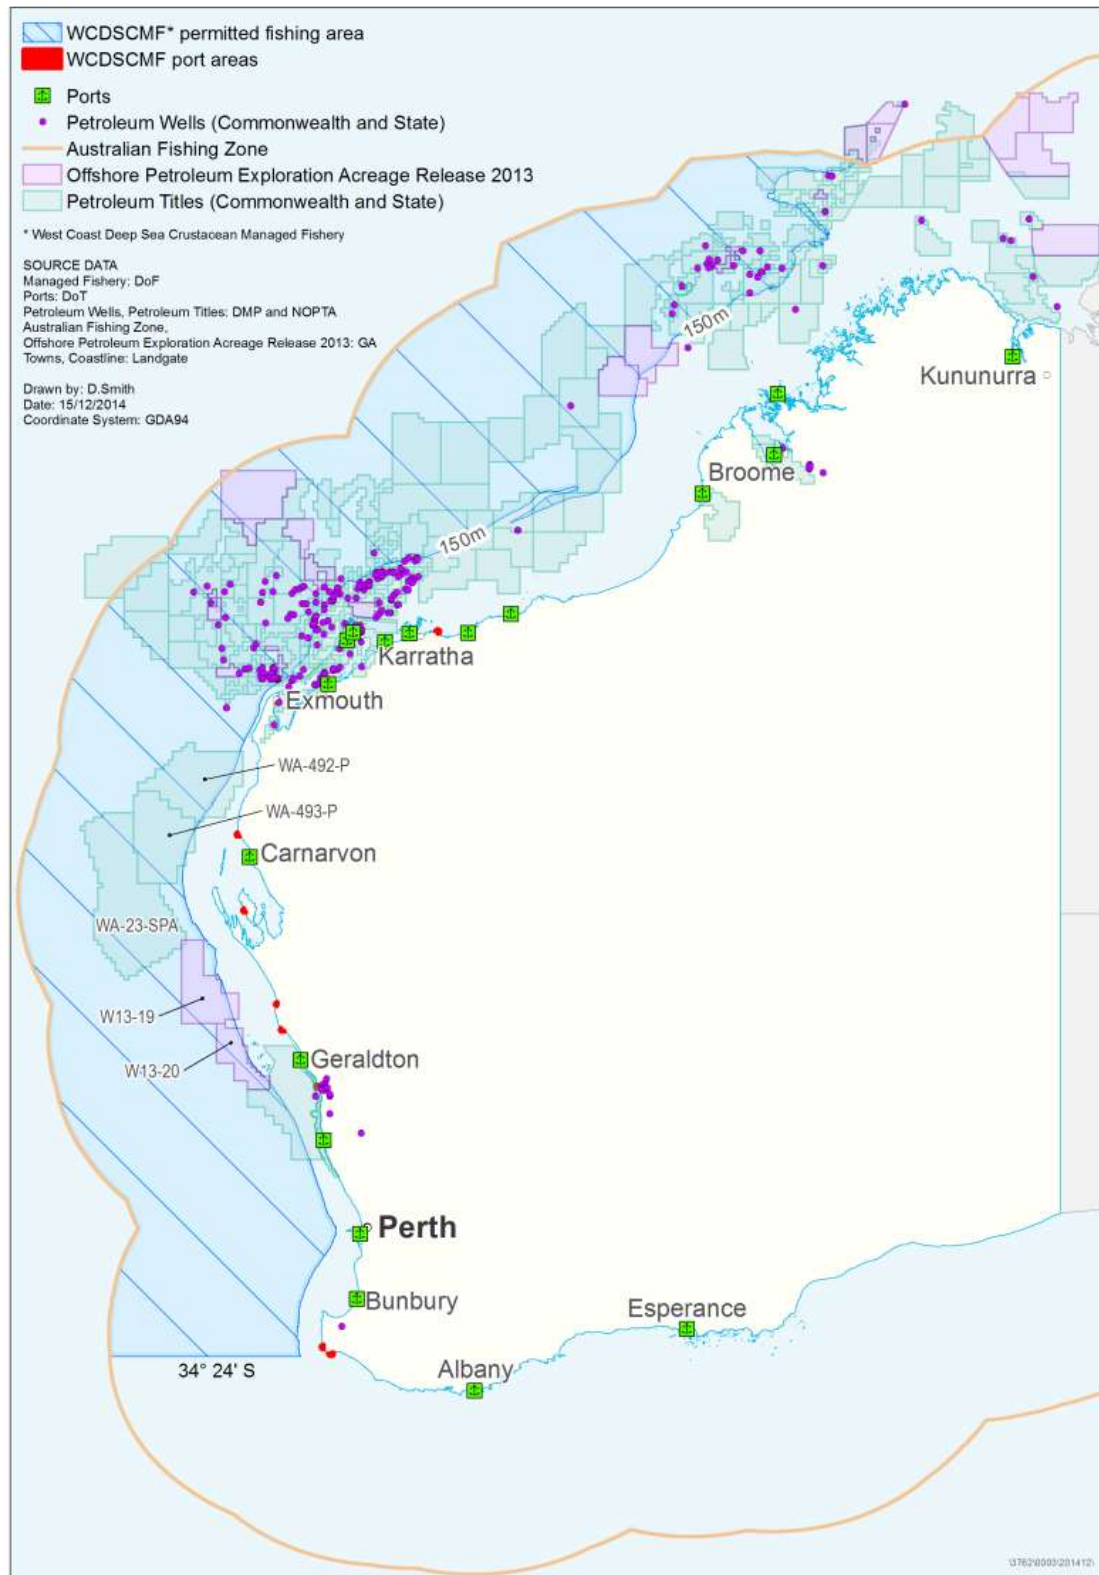 WCDSCMF* permitted fishing area
WCDSCMF port areas
Ports
Petroleum Wells (Commonwealth and State)
Australian Fishing Zone
Offshore Petroleum Exploration Acreage Release 2013
Petroleum Titles (Commonwealth and State)
* West Coast Deep Sea Crustacean Managed Fishery
SOURCE DATA
Managed Fishery: DoF
Ports: DoT
Petroleum Wells, Petroleum Titles: DMP and NOPTA
Australian Fishing Zone,
Offshore Petroleum Exploration Acreage Release 2013: GA
Towns, Coastline: Landgate
Drawn by: D.Smith
Date: 15/12/2014
Coordinate System: GDA94
150m
Kununurra
Broome
150m
Karratha
Exmouth
WA-492-P
WA-493-P
Carnarvon
WA-23-SPA
W13-19
Geraldton
W13-20
Perth
Bunbury
Esperance
34° 24' S
Albany